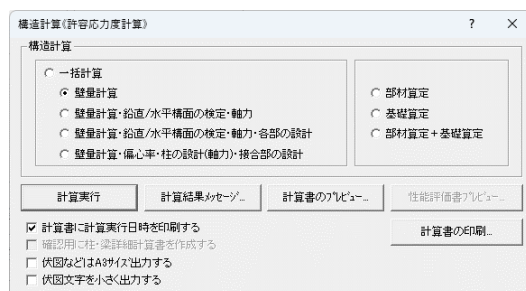 構造計算《許容応力度計算》 ? ×
構造計算
一括計算
壁量計算
壁量計算・鉛直/水平構面の検定・軸力
壁量計算・鉛直/水平構面の検定・軸力・各部の設計
壁量計算・偏心率・柱の設計(軸力)・接合部の設計
部材算定
基礎算定
部材算定+基礎算定
計算実行 計算結果メッセージ... 計算書のプレビュー... 性能評価書プレビュー...
計算書に計算実行日時を印刷する
確認用に柱・梁詳細計算書を作成する
伏図などはA3サイズ出力する
伏図文字を小さく出力する
計算書の印刷...